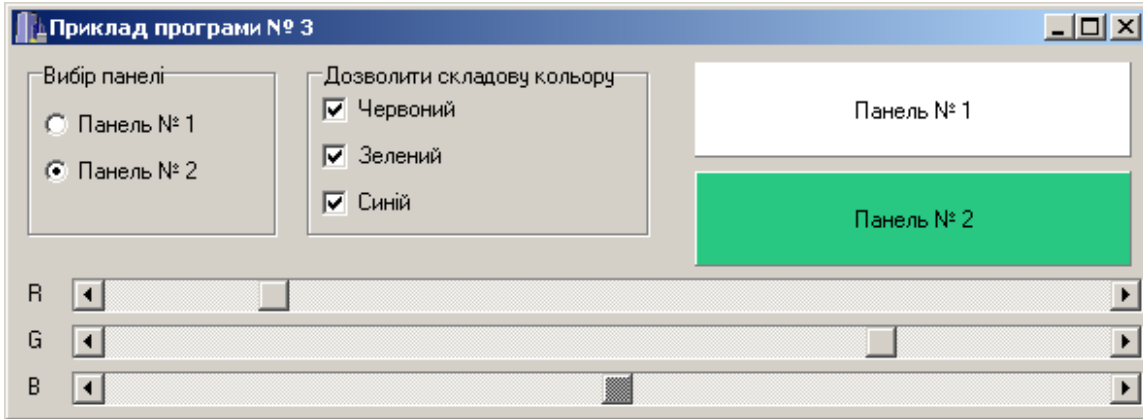 Приклад програми № 3
Вибір панелі
Панель № 1
Панель № 2
Дозволити складову кольору
Червоний
Зелений
Синій
Панель № 1
Панель № 2
R
G
B